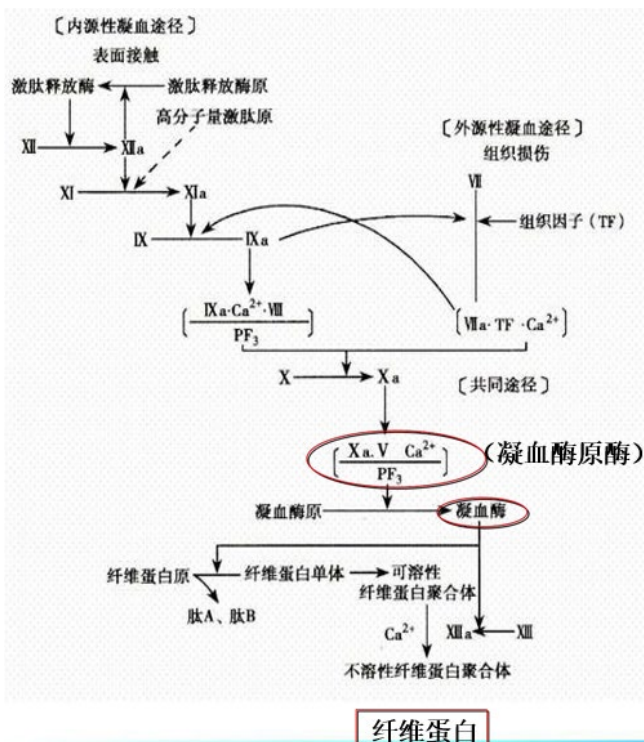 〔内源性凝血途径〕
表面接触
激肽释放酶 激肽释放酶原
高分子量激肽原
〔外源性凝血途径〕
组织损伤
Ⅻ Ⅻa
Ⅶ
Ⅺ Ⅺa
组织因子(TF)
Ⅸ Ⅸa
Ⅸa·Ca²⁺·Ⅷ
PF₃
〔Ⅶa·TF·Ca²⁺〕
Ⅹ Ⅹa
〔共同途径〕
Ⅹa.Ⅴ Ca²⁺
PF₃
(凝血酶原酶)
凝血酶原 凝血酶
纤维蛋白原 纤维蛋白单体 可溶性
纤维蛋白聚合体
肽A、肽B
Ca²⁺ ⅩⅢa ⅩⅢ
不溶性纤维蛋白聚合体
纤维蛋白